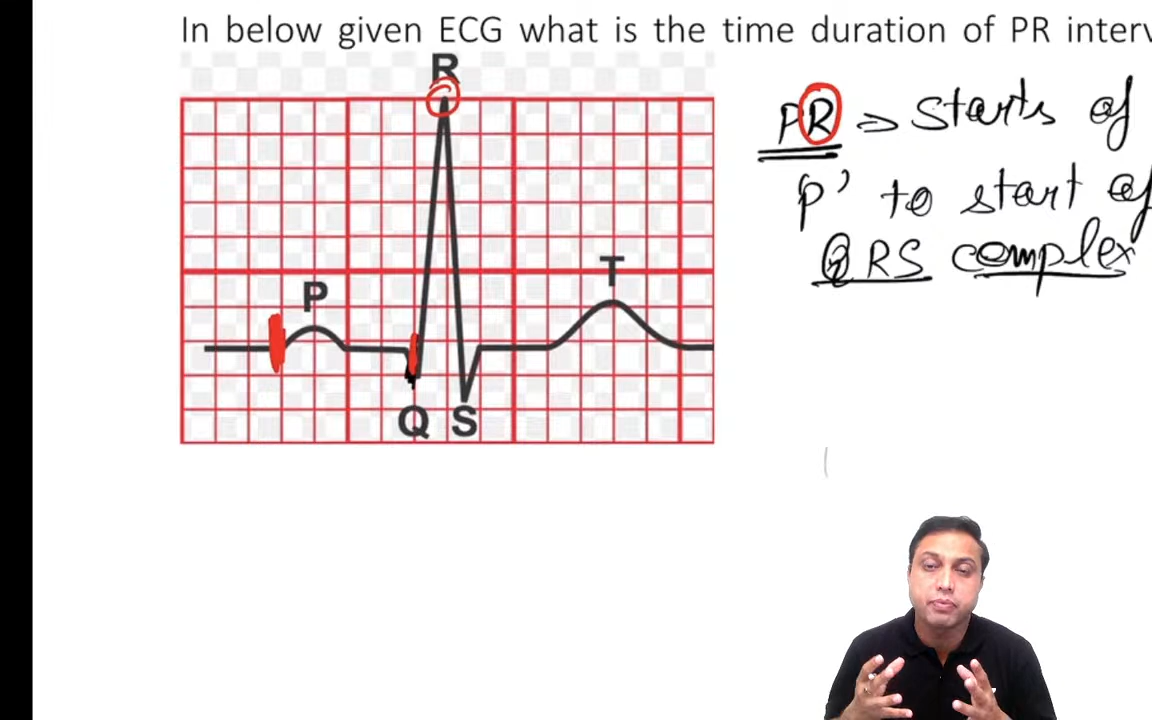 In below given ECG what is the time duration of PR interv
R
PR => starts of
P' to start of
QRS complex
P
T
Q S